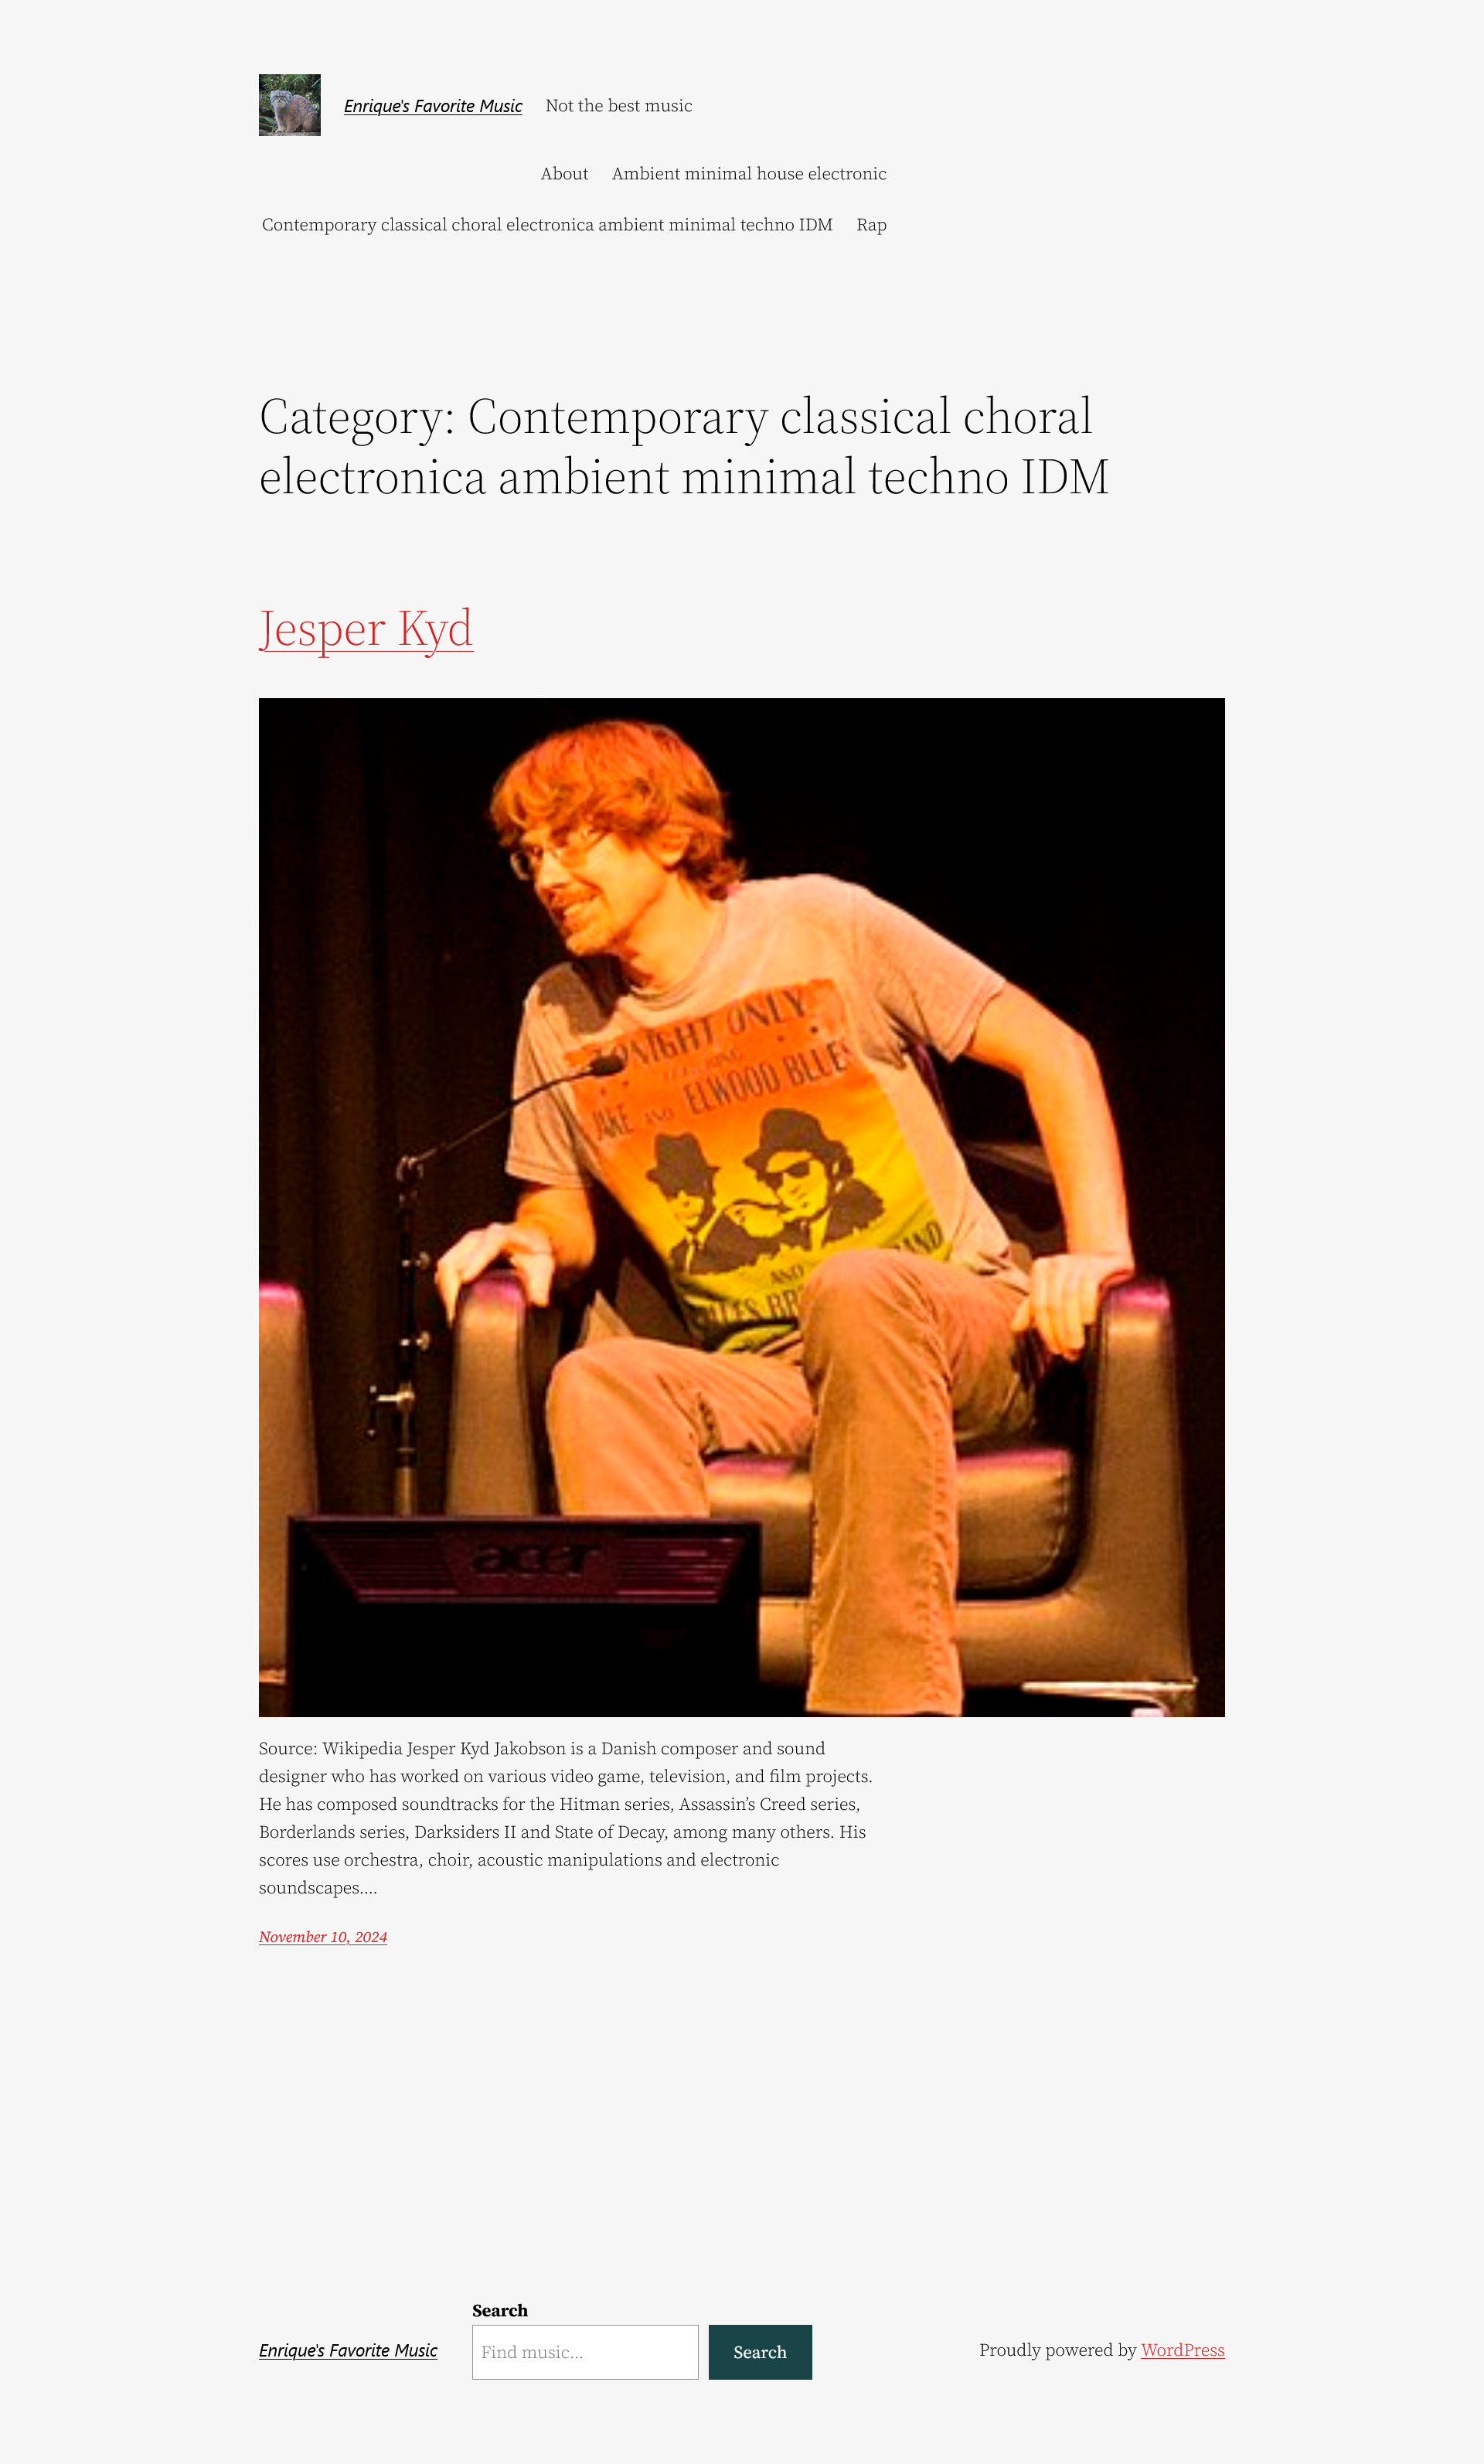 Enrique's Favorite Music Not the best music
About Ambient minimal house electronic
Contemporary classical choral electronica ambient minimal techno IDM Rap
Category: Contemporary classical choral
electronica ambient minimal techno IDM
Jesper Kyd
TONIGHT ONLY
JAKE AND ELWOOD BLUES
AND
acer
Source: Wikipedia Jesper Kyd Jakobson is a Danish composer and sound
designer who has worked on various video game, television, and film projects.
He has composed soundtracks for the Hitman series, Assassin’s Creed series,
Borderlands series, Darksiders II and State of Decay, among many others. His
scores use orchestra, choir, acoustic manipulations and electronic
soundscapes.…
November 10, 2024
Search
Enrique's Favorite Music Find music… Search Proudly powered by WordPress